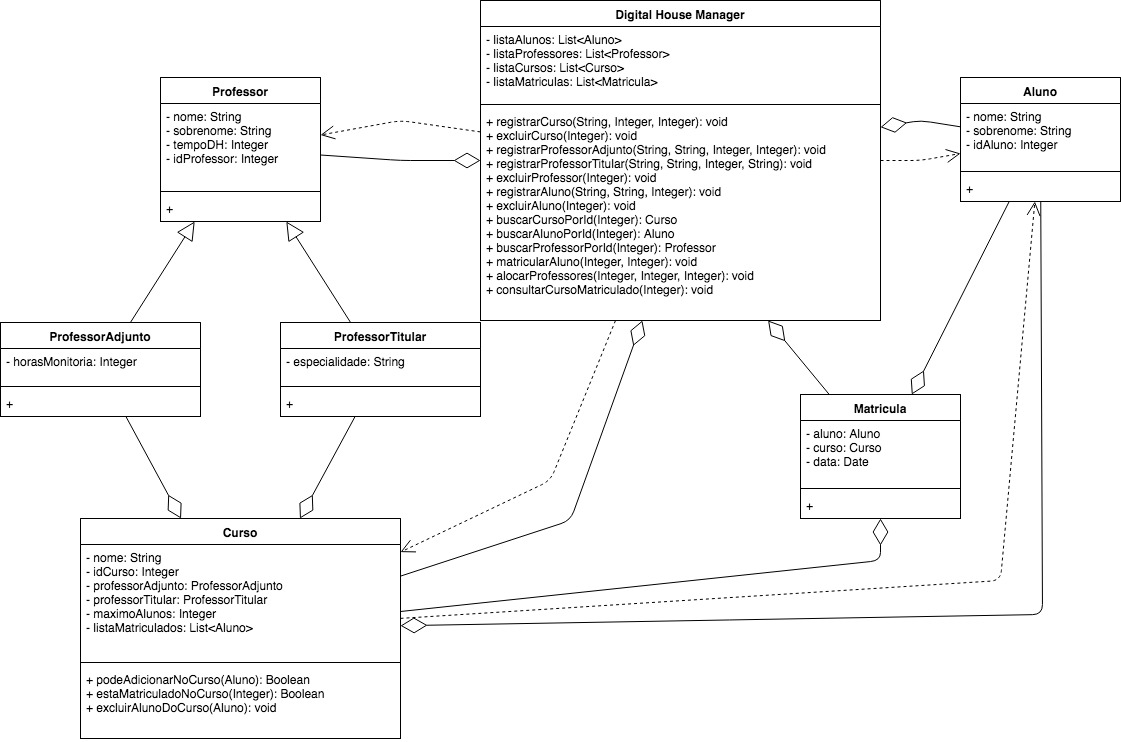 Digital House Manager
- listaAlunos: List<Aluno>
- listaProfessores: List<Professor>
- listaCursos: List<Curso>
- listaMatriculas: List<Matricula>
+ registrarCurso(String, Integer, Integer): void
+ excluirCurso(Integer): void
+ registrarProfessorAdjunto(String, String, Integer, Integer): void
+ registrarProfessorTitular(String, String, Integer, String): void
+ excluirProfessor(Integer): void
+ registrarAluno(String, String, Integer): void
+ excluirAluno(Integer): void
+ buscarCursoPorId(Integer): Curso
+ buscarAlunoPorId(Integer): Aluno
+ buscarProfessorPorId(Integer): Professor
+ matricularAluno(Integer, Integer): void
+ alocarProfessores(Integer, Integer, Integer): void
+ consultarCursoMatriculado(Integer): void
Professor
- nome: String
- sobrenome: String
- tempoDH: Integer
- idProfessor: Integer
+
Aluno
- nome: String
- sobrenome: String
- idAluno: Integer
+
ProfessorAdjunto
- horasMonitoria: Integer
+
ProfessorTitular
- especialidade: String
+
Matricula
- aluno: Aluno
- curso: Curso
- data: Date
+
Curso
- nome: String
- idCurso: Integer
- professorAdjunto: ProfessorAdjunto
- professorTitular: ProfessorTitular
- maximoAlunos: Integer
- listaMatriculados: List<Aluno>
+ podeAdicionarNoCurso(Aluno): Boolean
+ estaMatriculadoNoCurso(Integer): Boolean
+ excluirAlunoDoCurso(Aluno): void